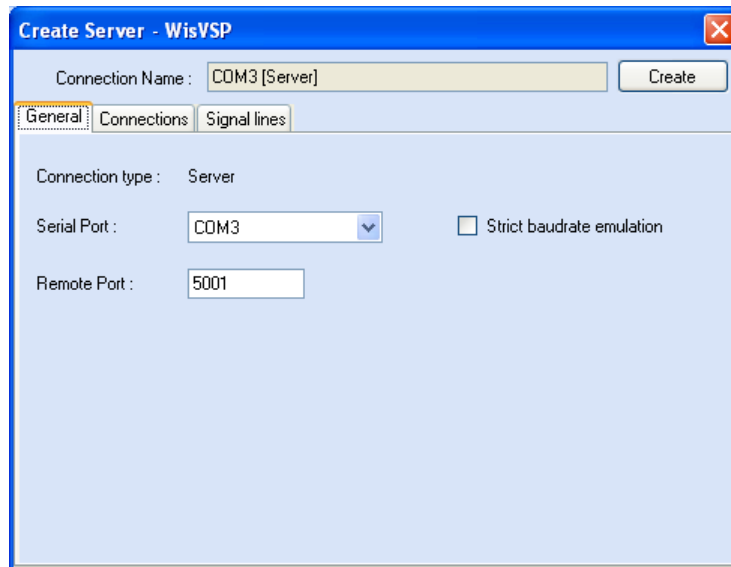 Create Server - WisVSP
Connection Name : COM3 [Server] Create
General Connections Signal lines
Connection type : Server
Serial Port : COM3 Strict baudrate emulation
Remote Port : 5001